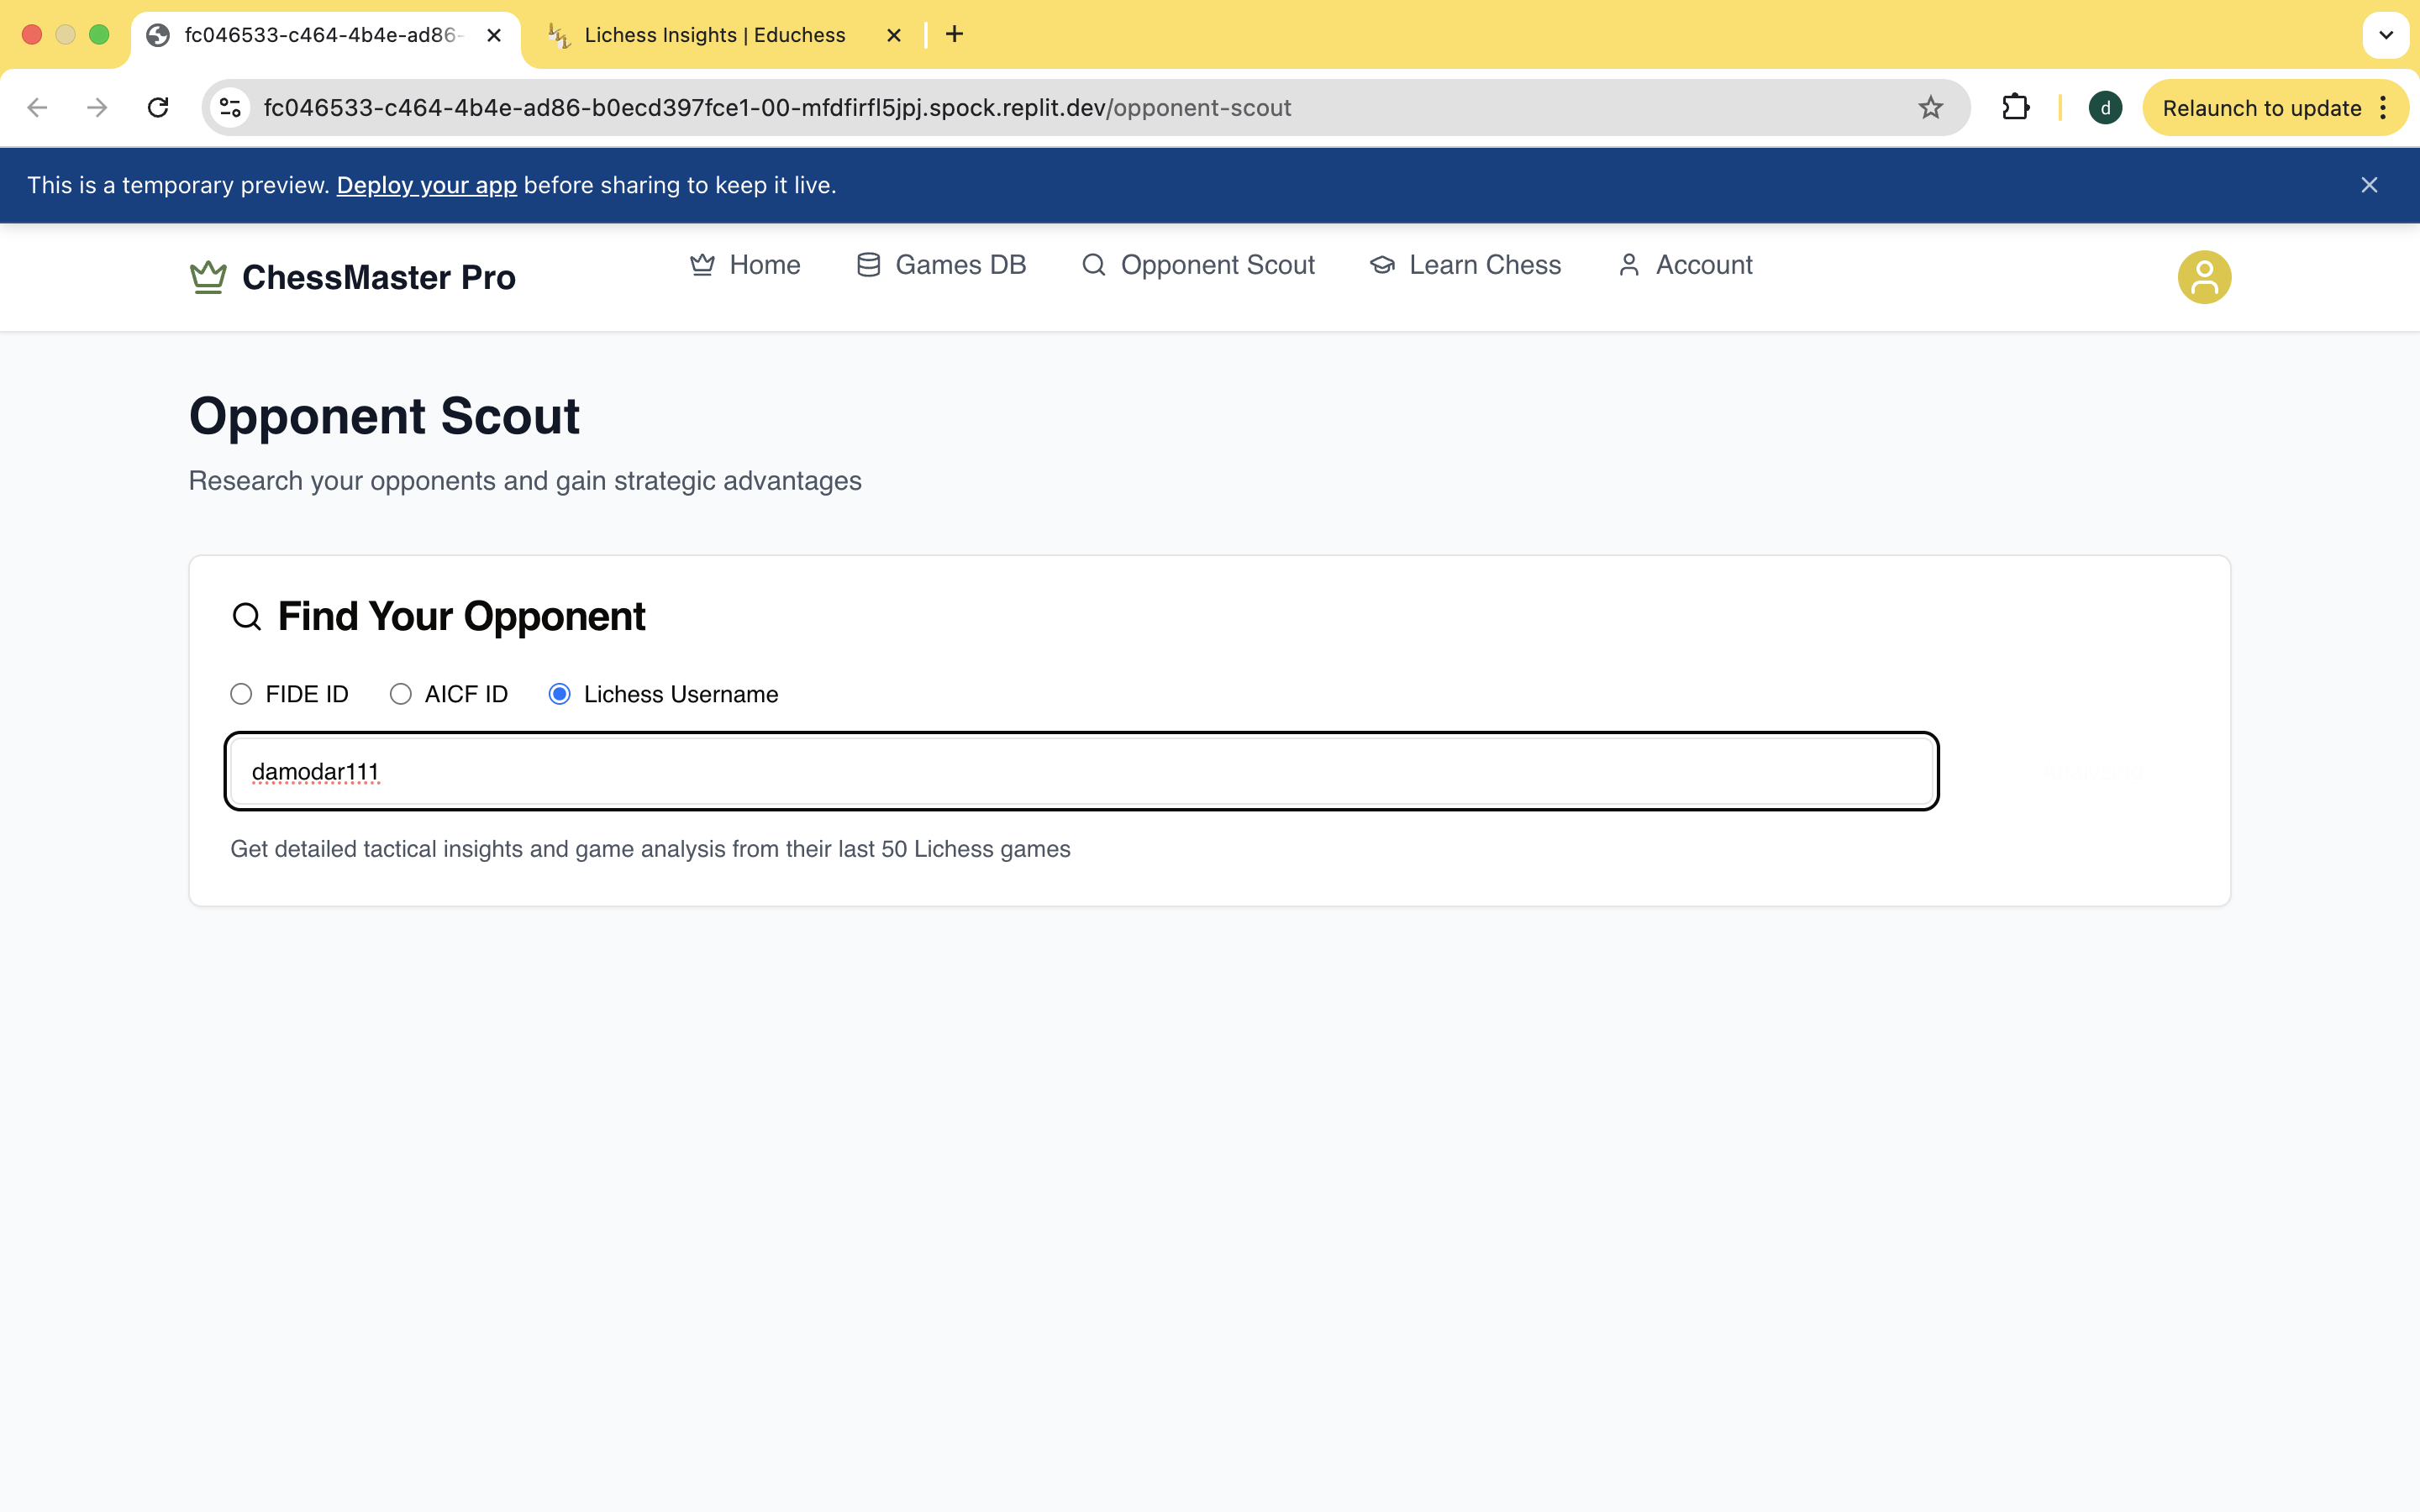 fc046533-c464-4b4e-ad86-
Lichess Insights | Educhess
fc046533-c464-4b4e-ad86-b0ecd397fce1-00-mfdfirfl5jpj.spock.replit.dev/opponent-scout
d
Relaunch to update
This is a temporary preview. Deploy your app before sharing to keep it live.
ChessMaster Pro
Home
Games DB
Opponent Scout
Learn Chess
Account
Opponent Scout
Research your opponents and gain strategic advantages
Find Your Opponent
FIDE ID
AICF ID
Lichess Username
damodar111
Get detailed tactical insights and game analysis from their last 50 Lichess games